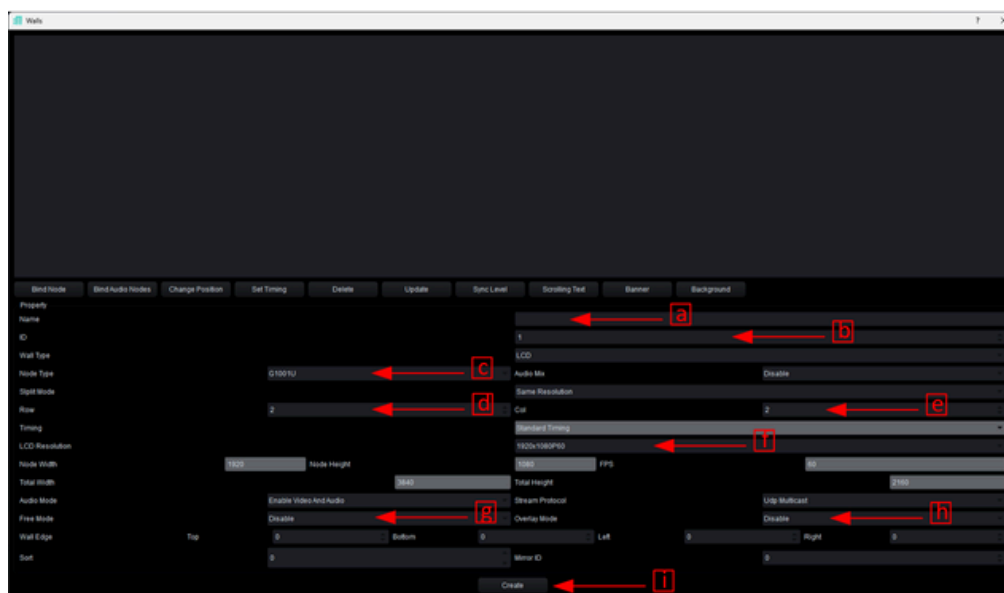 Walls ? X
Bind Node Bind Audio Nodes Change Position Set Timing Delete Update Sync Level Scrolling Text Banner Background
Property
Name a
ID 1 b
Wall Type LCD
Node Type G1001U c Audio Mix Disable
Slplit Mode Same Resolution
Row 2 d Col 2 e
Timing Standard Timing
LCD Resolution 1920x1080P60 f
Node Width 1920 Node Height 1080 FPS 60
Total Width 3840 Total Height 2160
Audio Mode Enable Video And Audio Stream Protocol Udp Multicast
Free Mode Disable g Overlay Mode Disable h
Wall Edge Top 0 Bottom 0 Left 0 Right 0
Sort 0 Mirror ID 0
Create i